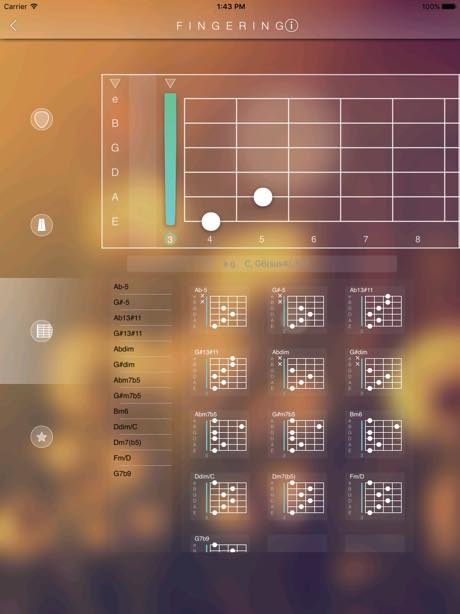 Carrier 1:43 PM 100%
FINGERING i
e
B
G
D
A
E
3 4 5 6 7 8
e.g., C, G6(sus4)
Ab-5
G#-5
Ab13#11
G#13#11
Abdim
G#dim
Abm7b5
G#m7b5
Bm6
Ddim/C
Dm7(b5)
Fm/D
G7b9
Ab-5 G#-5 Ab13#11
G#13#11 Abdim G#dim
Abm7b5 G#m7b5 Bm6
Ddim/C Dm7(b5) Fm/D
G7b9